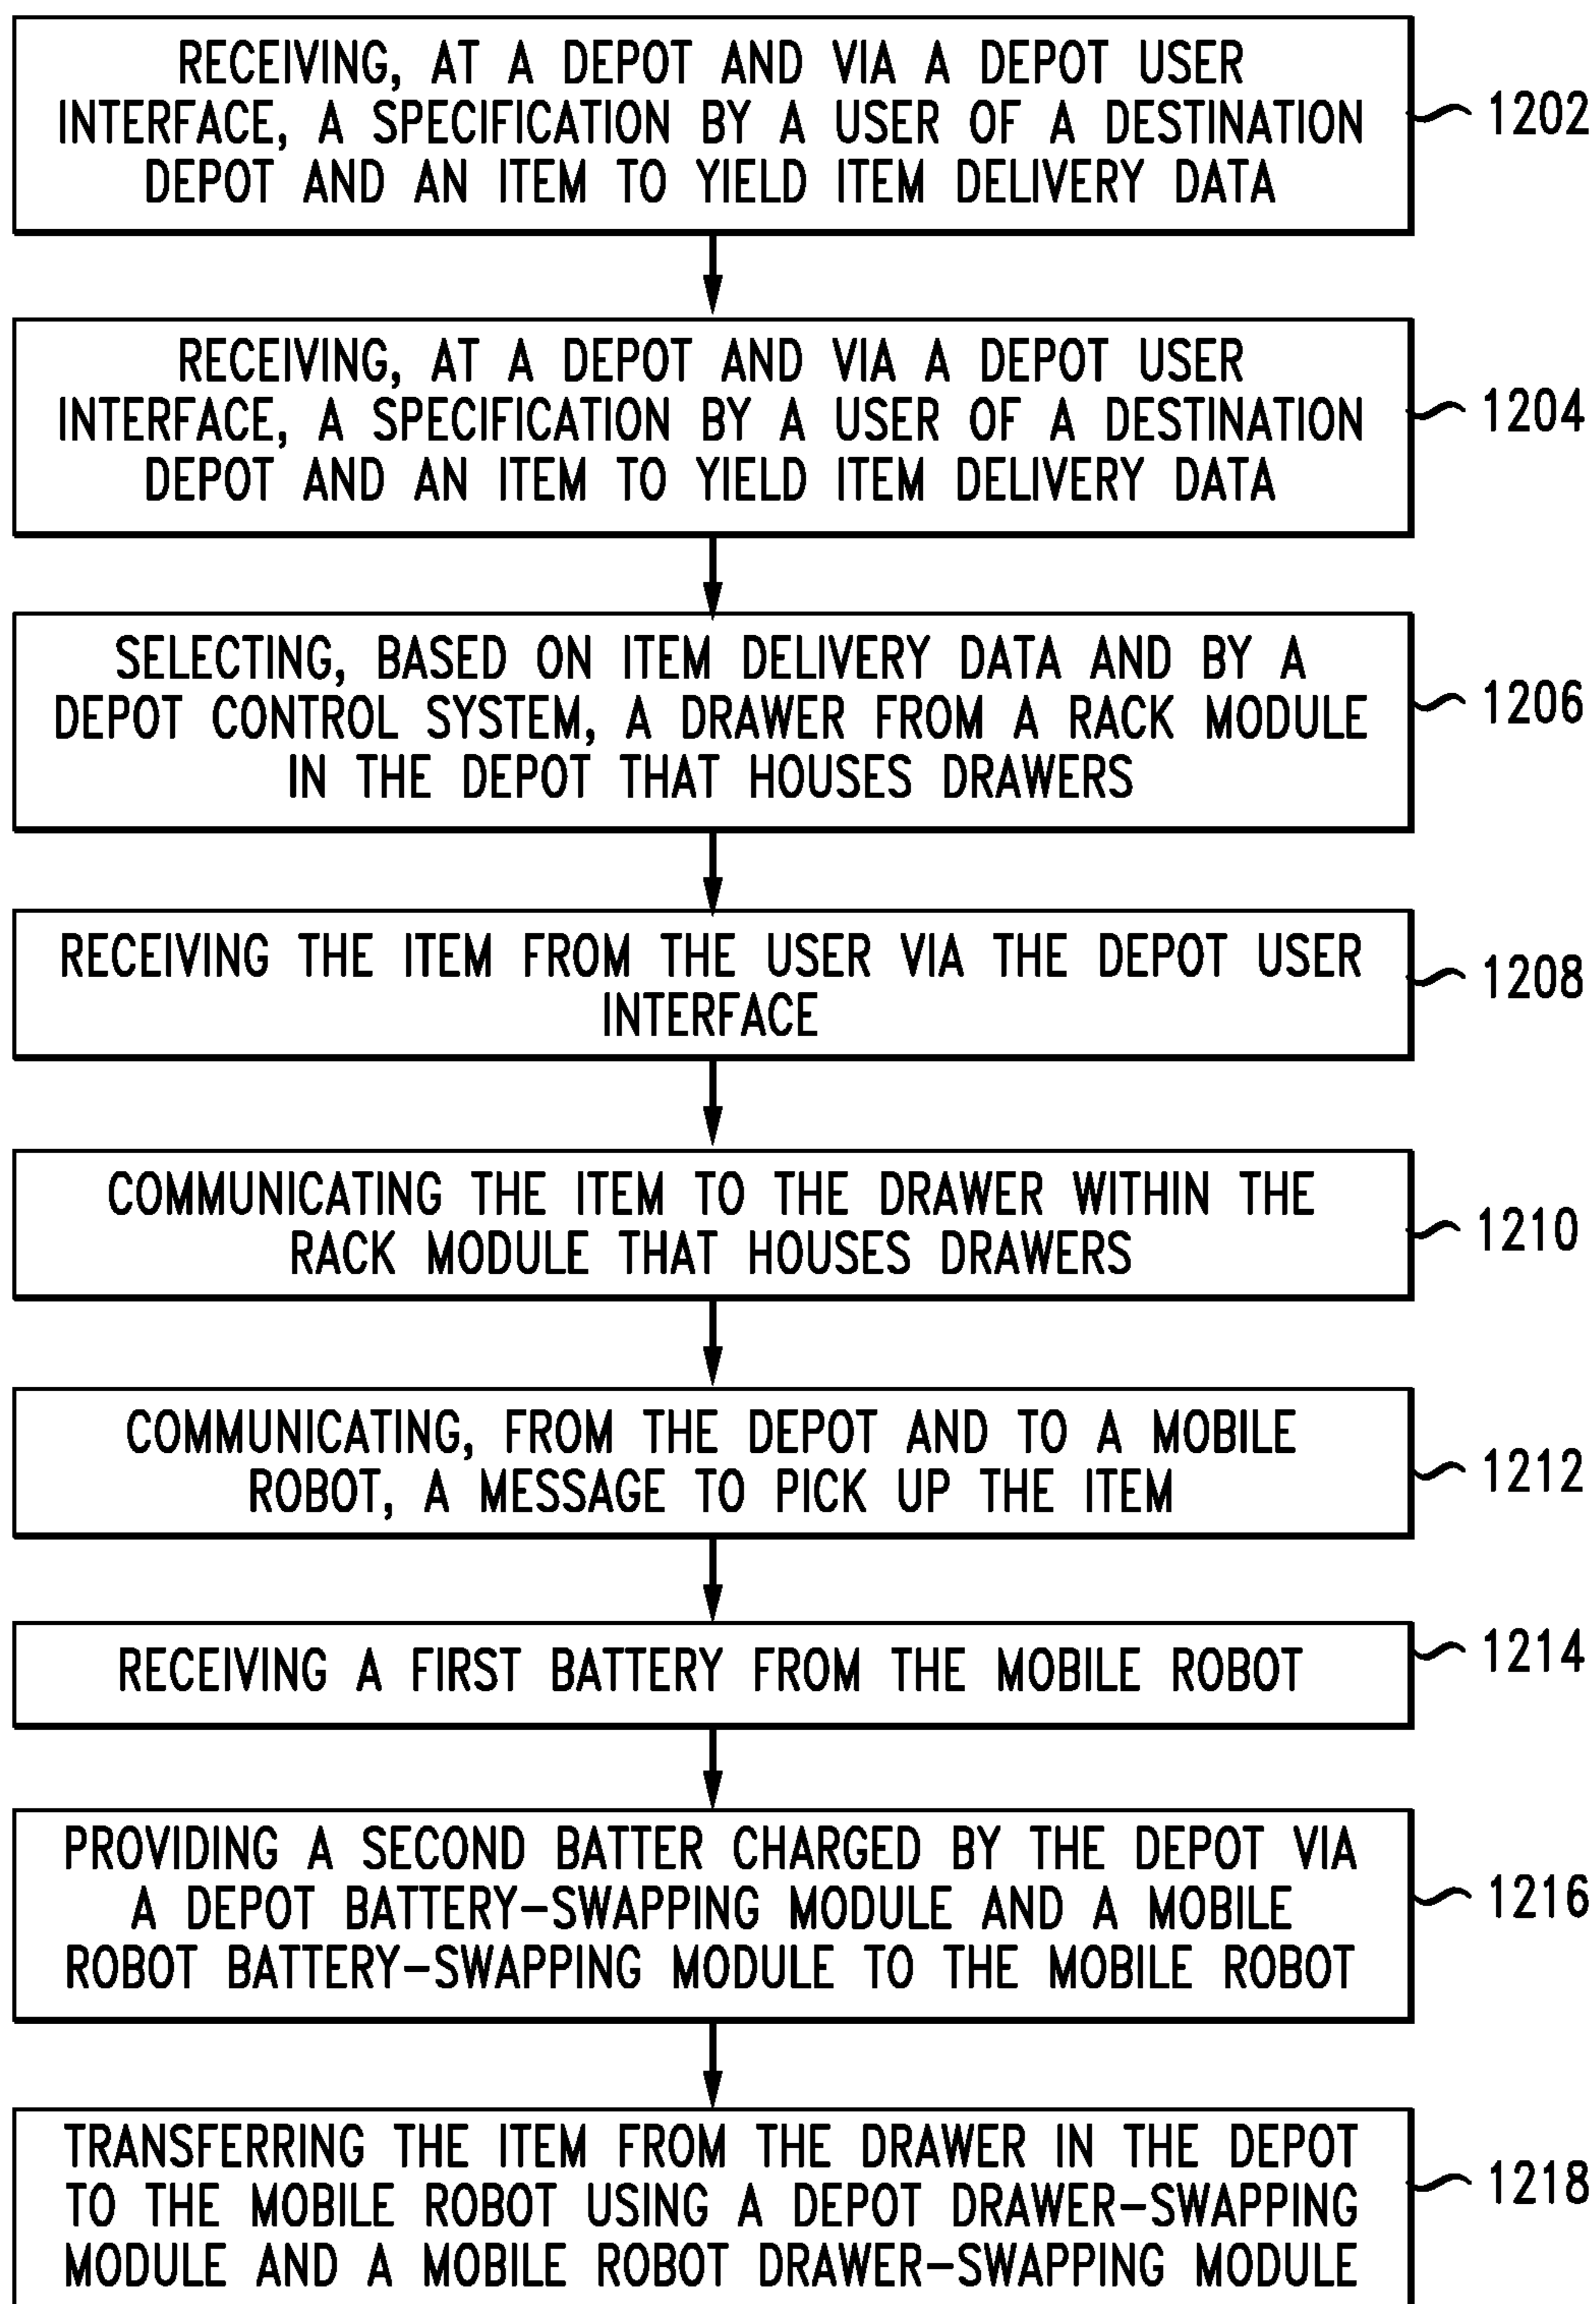 RECEIVING, AT A DEPOT AND VIA A DEPOT USER
INTERFACE, A SPECIFICATION BY A USER OF A DESTINATION
DEPOT AND AN ITEM TO YIELD ITEM DELIVERY DATA
1202
RECEIVING, AT A DEPOT AND VIA A DEPOT USER
INTERFACE, A SPECIFICATION BY A USER OF A DESTINATION
DEPOT AND AN ITEM TO YIELD ITEM DELIVERY DATA
1204
SELECTING, BASED ON ITEM DELIVERY DATA AND BY A
DEPOT CONTROL SYSTEM, A DRAWER FROM A RACK MODULE
IN THE DEPOT THAT HOUSES DRAWERS
1206
RECEIVING THE ITEM FROM THE USER VIA THE DEPOT USER
INTERFACE
1208
COMMUNICATING THE ITEM TO THE DRAWER WITHIN THE
RACK MODULE THAT HOUSES DRAWERS
1210
COMMUNICATING, FROM THE DEPOT AND TO A MOBILE
ROBOT, A MESSAGE TO PICK UP THE ITEM
1212
RECEIVING A FIRST BATTERY FROM THE MOBILE ROBOT
1214
PROVIDING A SECOND BATTER CHARGED BY THE DEPOT VIA
A DEPOT BATTERY-SWAPPING MODULE AND A MOBILE
ROBOT BATTERY-SWAPPING MODULE TO THE MOBILE ROBOT
1216
TRANSFERRING THE ITEM FROM THE DRAWER IN THE DEPOT
TO THE MOBILE ROBOT USING A DEPOT DRAWER-SWAPPING
MODULE AND A MOBILE ROBOT DRAWER-SWAPPING MODULE
1218